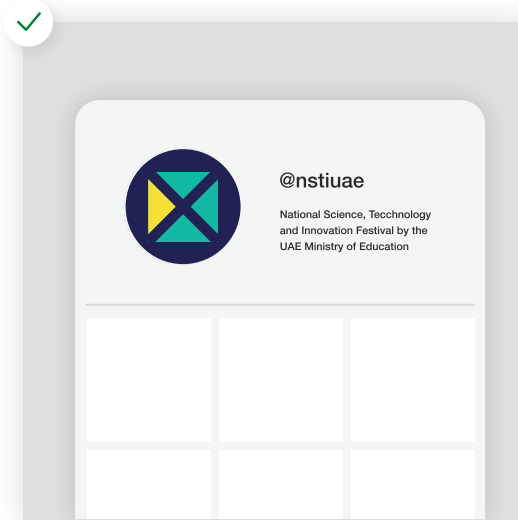 @nstiuae
National Science, Tecchnology
and Innovation Festival by the
UAE Ministry of Education